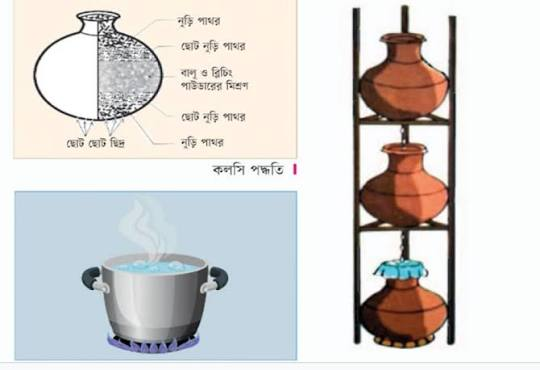 নুড়ি পাথর
ছোট নুড়ি পাথর
বালু ও ব্লিচিং
পাউডারের মিশ্রণ
ছোট নুড়ি পাথর
ছোট ছোট ছিদ্র
নুড়ি পাথর
কলসি পদ্ধতি